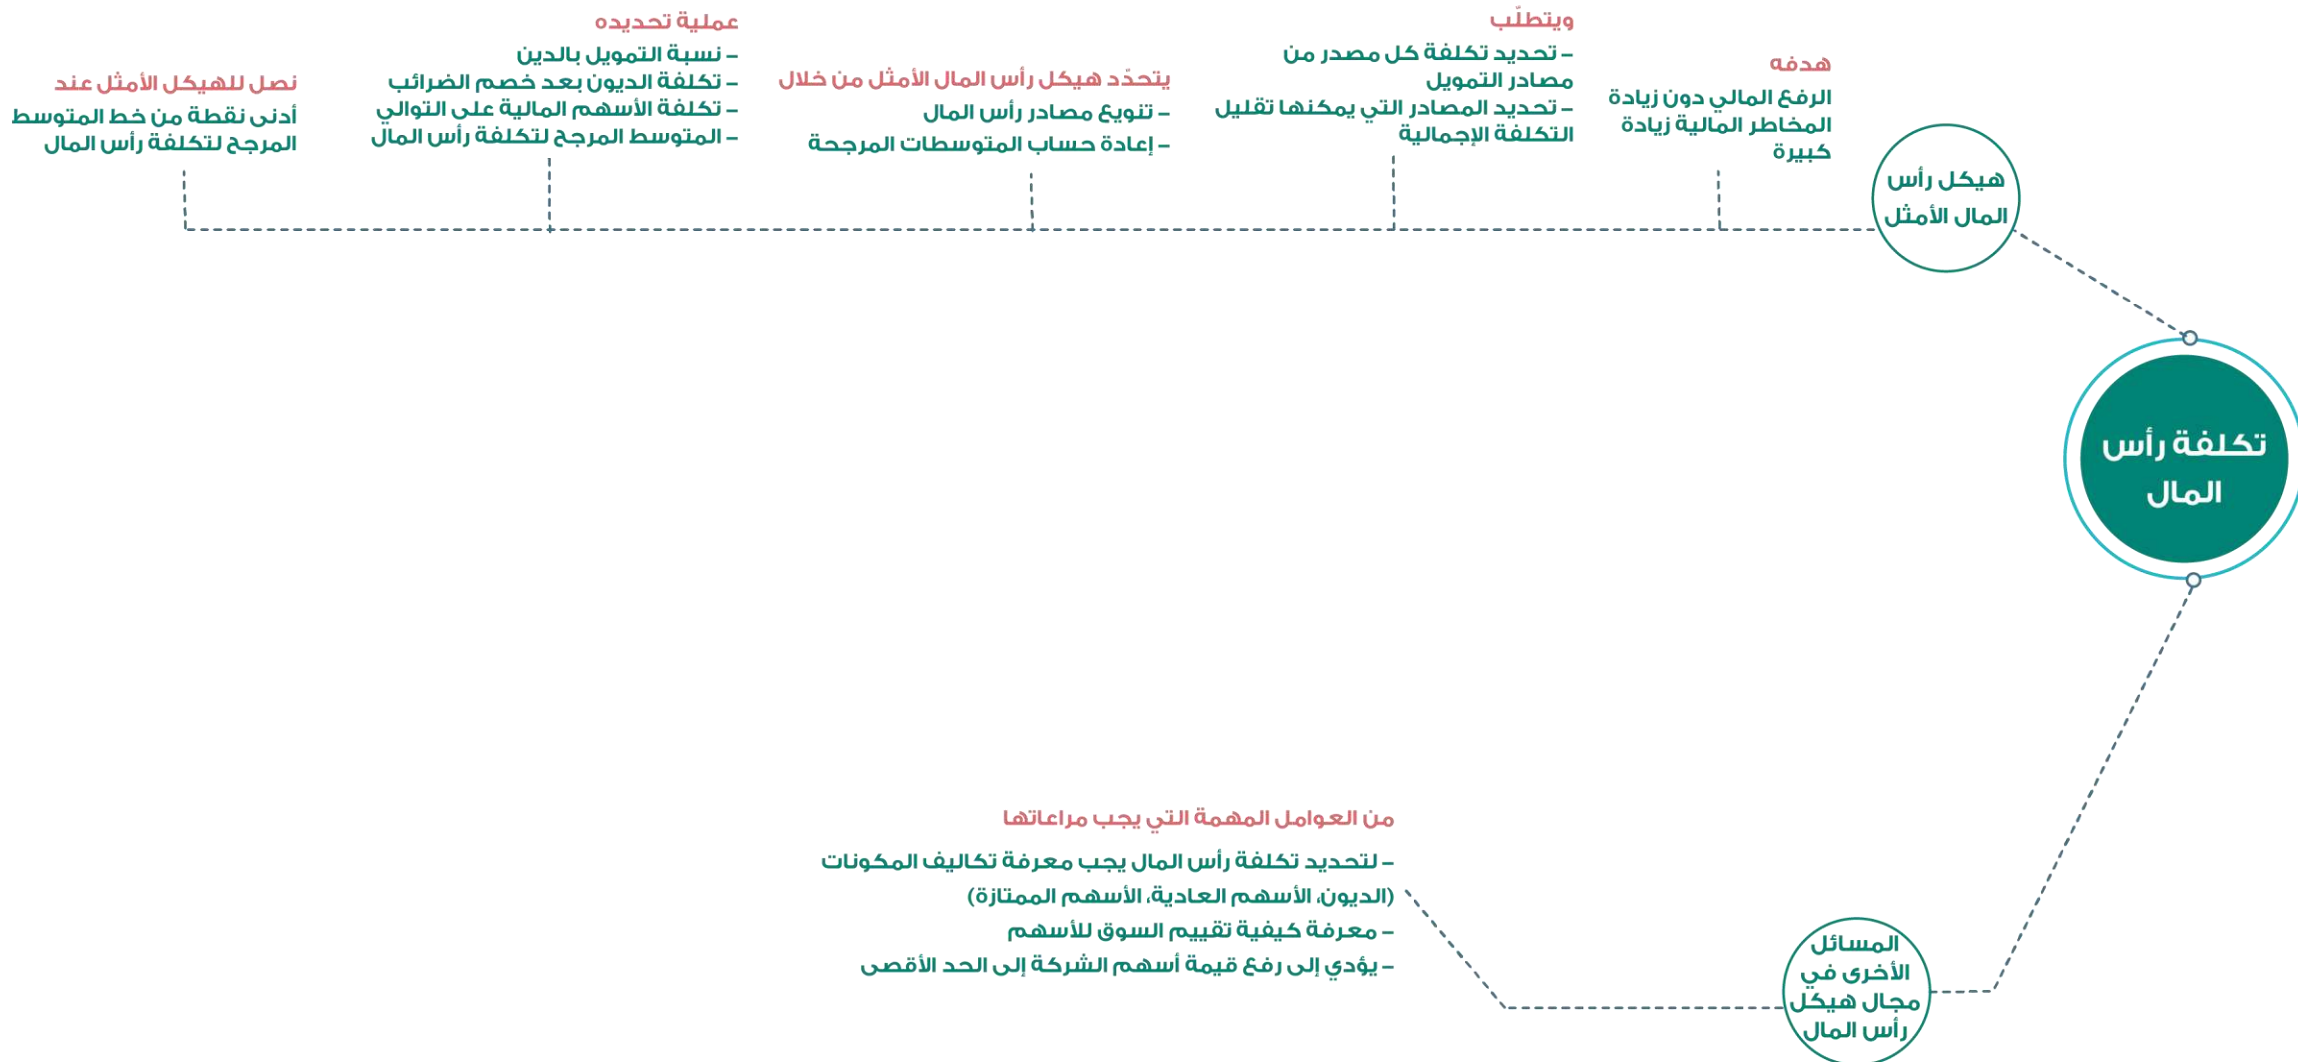 تكلفة رأس
المال
هيكل رأس
المال الأمثل
هدفه
الرفع المالي دون زيادة
المخاطر المالية زيادة
كبيرة
ويتطلّب
– تحديد تكلفة كل مصدر من
مصادر التمويل
– تحديد المصادر التي يمكنها تقليل
التكلفة الإجمالية
يتحدّد هيكل رأس المال الأمثل من خلال
– تنويع مصادر رأس المال
– إعادة حساب المتوسطات المرجحة
عملية تحديده
– نسبة التمويل بالدين
– تكلفة الديون بعد خصم الضرائب
– تكلفة الأسهم المالية على التوالي
– المتوسط المرجح لتكلفة رأس المال
نصل للهيكل الأمثل عند
أدنى نقطة من خط المتوسط
المرجح لتكلفة رأس المال
المسائل
الأخرى في
مجال هيكل
رأس المال
من العوامل المهمة التي يجب مراعاتها
– لتحديد تكلفة رأس المال يجب معرفة تكاليف المكونات
(الديون، الأسهم العادية، الأسهم الممتازة)
– معرفة كيفية تقييم السوق للأسهم
– يؤدي إلى رفع قيمة أسهم الشركة إلى الحد الأقصى